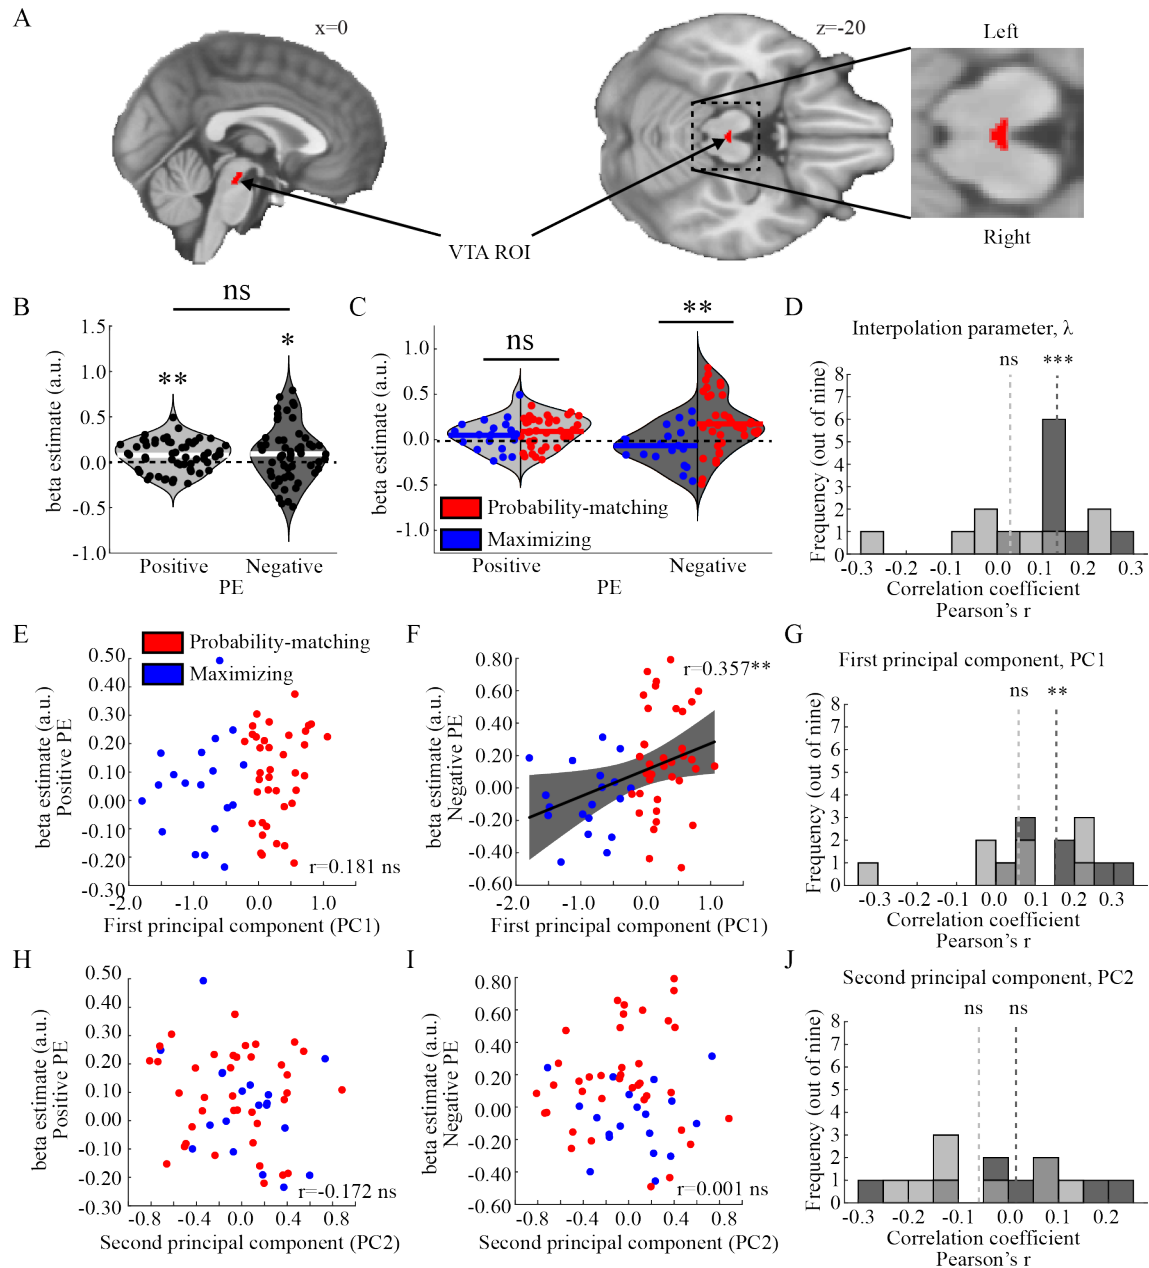 A
x=0
z=-20
Left
Right
VTA ROI
B
ns
**
*
beta estimate (a.u.)
1.5
1.0
0.5
0.0
-0.5
-1.0
Positive
Negative
PE
C
ns
**
beta estimate (a.u.)
1.0
0.5
0.0
-0.5
-1.0
Probability-matching
Maximizing
Positive
Negative
PE
D
Interpolation parameter, λ
ns
***
Frequency (out of nine)
8
7
6
5
4
3
2
1
0
-0.3
-0.2
-0.1
0.0
0.1
0.2
0.3
Correlation coefficient
Pearson's r
E
Probability-matching
Maximizing
beta estimate (a.u.)
Positive PE
0.50
0.40
0.30
0.20
0.10
0.00
-0.10
-0.20
-0.30
r=0.181 ns
-2.0
-1.0
0.0
1.0
First principal component (PC1)
F
r=0.357**
beta estimate (a.u.)
Negative PE
0.80
0.60
0.40
0.20
0.00
-0.20
-0.40
-0.60
-2.0
-1.0
0.0
1.0
First principal component (PC1)
G
First principal component, PC1
ns
**
Frequency (out of nine)
8
7
6
5
4
3
2
1
0
-0.3
-0.2
-0.1
0.0
0.1
0.2
0.3
Correlation coefficient
Pearson's r
H
beta estimate (a.u.)
Positive PE
0.50
0.40
0.30
0.20
0.10
0.00
-0.10
-0.20
-0.30
r=-0.172 ns
-0.8
-0.4
0.0
0.4
0.8
Second principal component (PC2)
I
beta estimate (a.u.)
Negative PE
0.80
0.60
0.40
0.20
0.00
-0.20
-0.40
-0.60
r=0.001 ns
-0.8
-0.4
0.0
0.4
0.8
Second principal component (PC2)
J
Second principal component, PC2
ns
ns
Frequency (out of nine)
8
7
6
5
4
3
2
1
0
-0.3
-0.2
-0.1
0.0
0.1
0.2
Correlation coefficient
Pearson's r